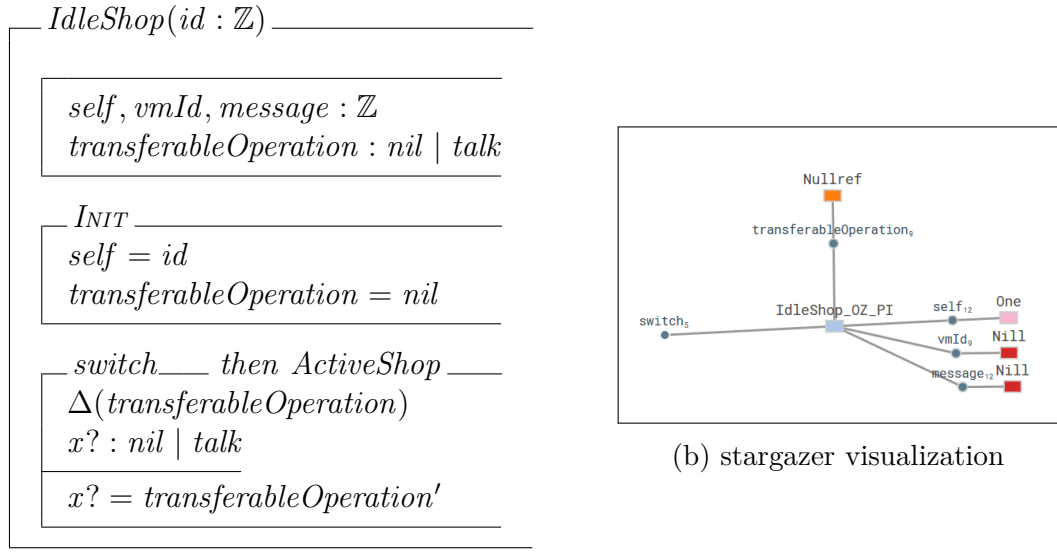 IdleShop(id : ℤ)
self, vmId, message : ℤ
transferableOperation : nil | talk
INIT
self = id
transferableOperation = nil
switch then ActiveShop
Δ(transferableOperation)
x? : nil | talk
x? = transferableOperation′
Nullref
transferableOperation₉
IdleShop_OZ_PI
switch₅
self₁₂
One
vmId₉
Nill
message₁₂
Nill
(b) stargazer visualization